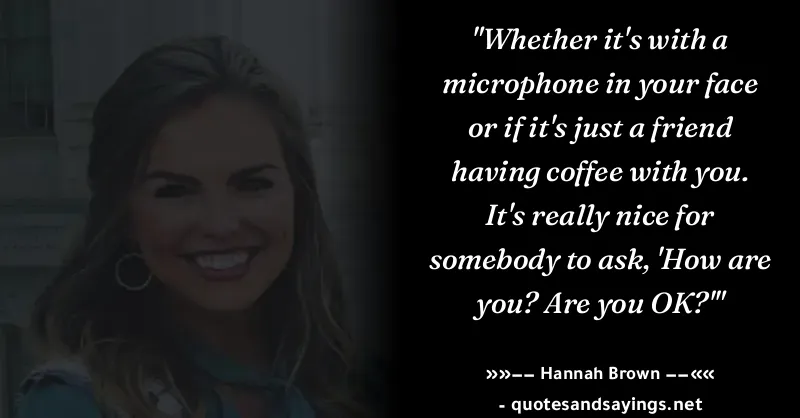 "Whether it's with a
microphone in your face
or if it's just a friend
having coffee with you.
It's really nice for
somebody to ask, 'How are
you? Are you OK?'"
»»−− Hannah Brown −−««
- quotesandsayings.net